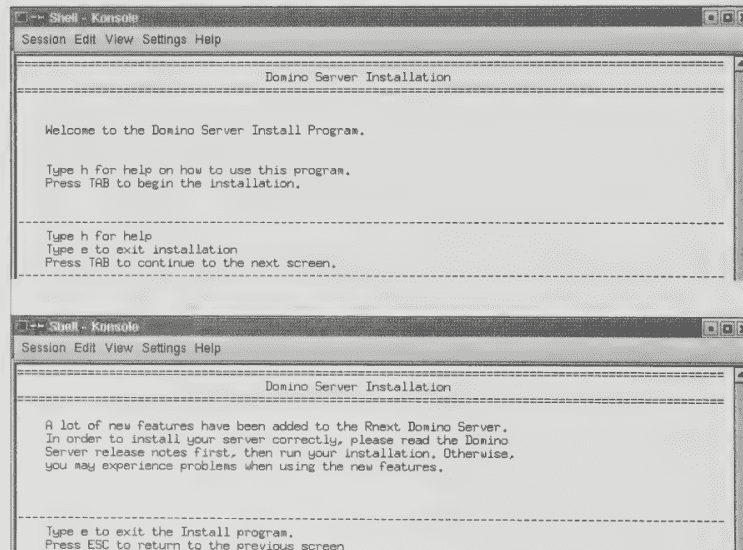 Shell - Konsole
Session Edit View Settings Help
Domino Server Installation
Welcome to the Domino Server Install Program.
Type h for help on how to use this program.
Press TAB to begin the installation.
Type h for help
Type e to exit installation
Press TAB to continue to the next screen.
Shell - Konsole
Session Edit View Settings Help
Domino Server Installation
A lot of new features have been added to the Rnext Domino Server.
In order to install your server correctly, please read the Domino
Server release notes first, then run your installation. Otherwise,
you may experience problems when using the new features.
Type e to exit the Install program.
Press ESC to return to the previous screen